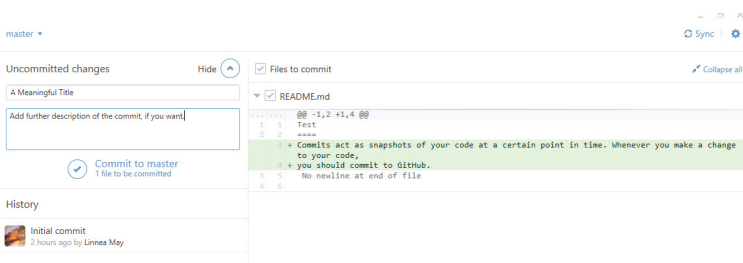 master
Sync
Uncommitted changes
Hide
Files to commit
Collapse all
A Meaningful Title
README.md
Add further description of the commit, if you want.
... ... @@ -1,2 +1,4 @@
1 1 Test
2 2 ====
3 + Commits act as snapshots of your code at a certain point in time. Whenever you make a change
to your code,
4 + you should commit to GitHub.
3 5 No newline at end of file
4 6
Commit to master
1 file to be committed
History
Initial commit
2 hours ago by Linnea May